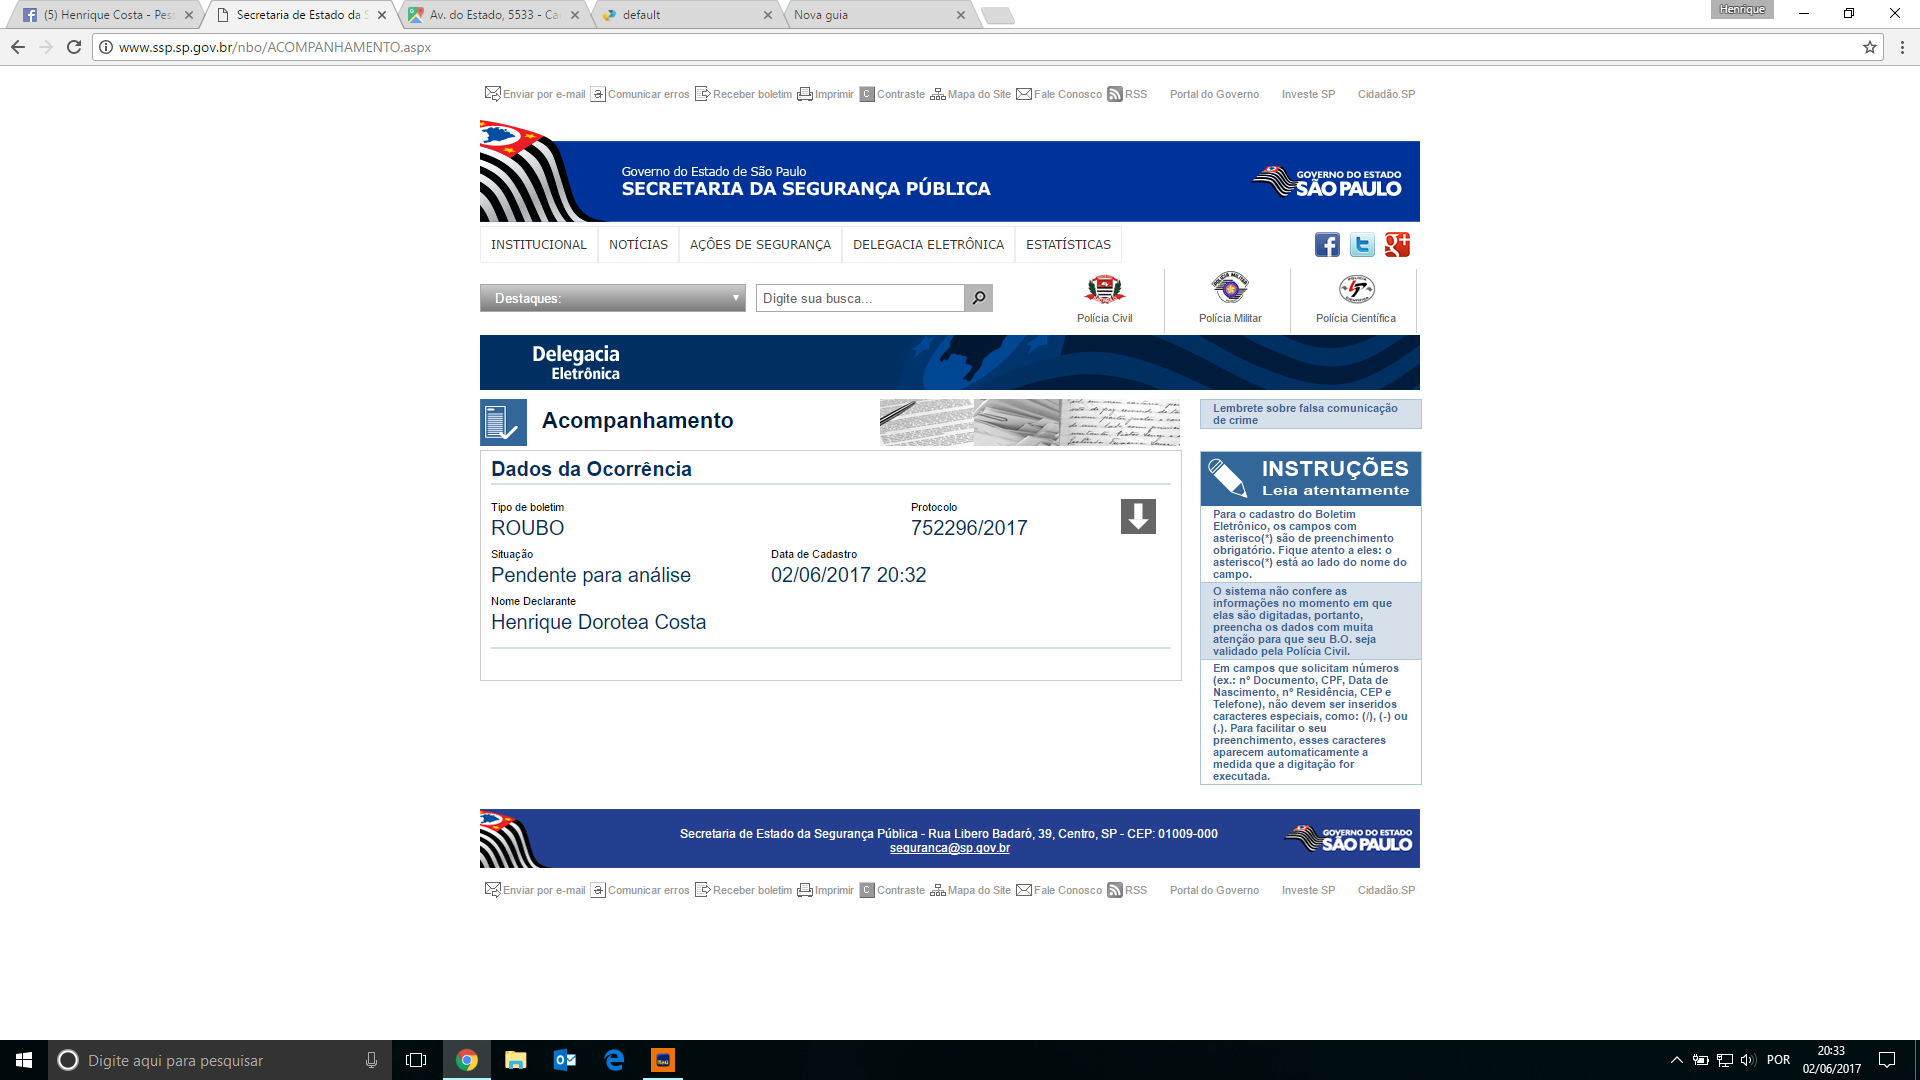 (5) Henrique Costa - Pes
Secretaria de Estado da S
Av. do Estado, 5533 - Ca
default
Nova guia
Henrique
www.ssp.sp.gov.br/nbo/ACOMPANHAMENTO.aspx
Enviar por e-mail Comunicar erros Receber boletim Imprimir Contraste Mapa do Site Fale Conosco RSS Portal do Governo Investe SP Cidadão.SP
Governo do Estado de São Paulo
SECRETARIA DA SEGURANÇA PÚBLICA
GOVERNO DO ESTADO
SÃO PAULO
INSTITUCIONAL NOTÍCIAS AÇÕES DE SEGURANÇA DELEGACIA ELETRÔNICA ESTATÍSTICAS
Destaques:
Digite sua busca...
Polícia Civil
Polícia Militar
Polícia Científica
Delegacia
Eletrônica
Acompanhamento
Dados da Ocorrência
Tipo de boletim
ROUBO
Protocolo
752296/2017
Situação
Pendente para análise
Data de Cadastro
02/06/2017 20:32
Nome Declarante
Henrique Dorotea Costa
Lembrete sobre falsa comunicação
de crime
INSTRUÇÕES
Leia atentamente
Para o cadastro do Boletim
Eletrônico, os campos com
asterisco(*) são de preenchimento
obrigatório. Fique atento a eles: o
asterisco(*) está ao lado do nome do
campo.
O sistema não confere as
informações no momento em que
elas são digitadas, portanto,
preencha os dados com muita
atenção para que seu B.O. seja
validado pela Polícia Civil.
Em campos que solicitam números
(ex.: nº Documento, CPF, Data de
Nascimento, nº Residência, CEP e
Telefone), não devem ser inseridos
caracteres especiais, como: (/), (-) ou
(.). Para facilitar o seu
preenchimento, esses caracteres
aparecem automaticamente a
medida que a digitação for
executada.
Secretaria de Estado da Segurança Pública - Rua Libero Badaró, 39, Centro, SP - CEP: 01009-000
seguranca@sp.gov.br
GOVERNO DO ESTADO
SÃO PAULO
Enviar por e-mail Comunicar erros Receber boletim Imprimir Contraste Mapa do Site Fale Conosco RSS Portal do Governo Investe SP Cidadão.SP
Digite aqui para pesquisar
POR
20:33
02/06/2017